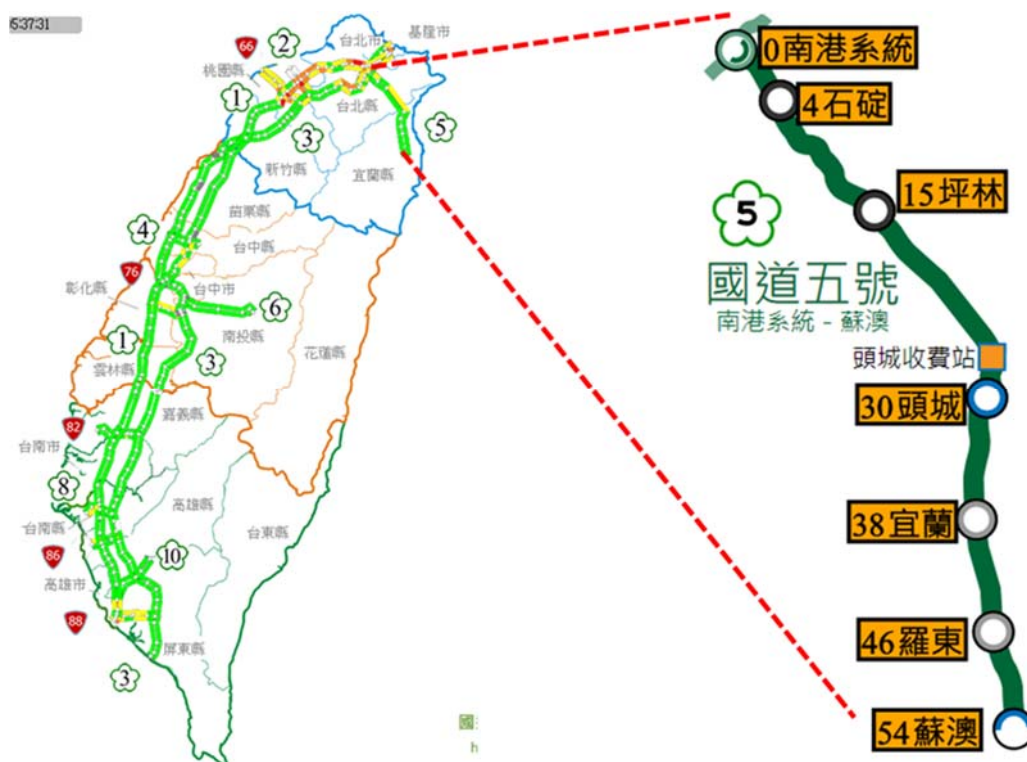 5:37:31
66
2
台北市
基隆市
桃園縣
1
台北縣
3
5
新竹縣
宜蘭縣
苗栗縣
4
台中縣
76
彰化縣
台中市
6
南投縣
1
3
花蓮縣
雲林縣
嘉義縣
82
台南市
8
高雄縣
台東縣
台南縣
10
86
高雄市
88
屏東縣
3
國
h
0南港系統
4石碇
15坪林
5
國道五號
南港系統 - 蘇澳
頭城收費站
30頭城
38宜蘭
46羅東
54蘇澳